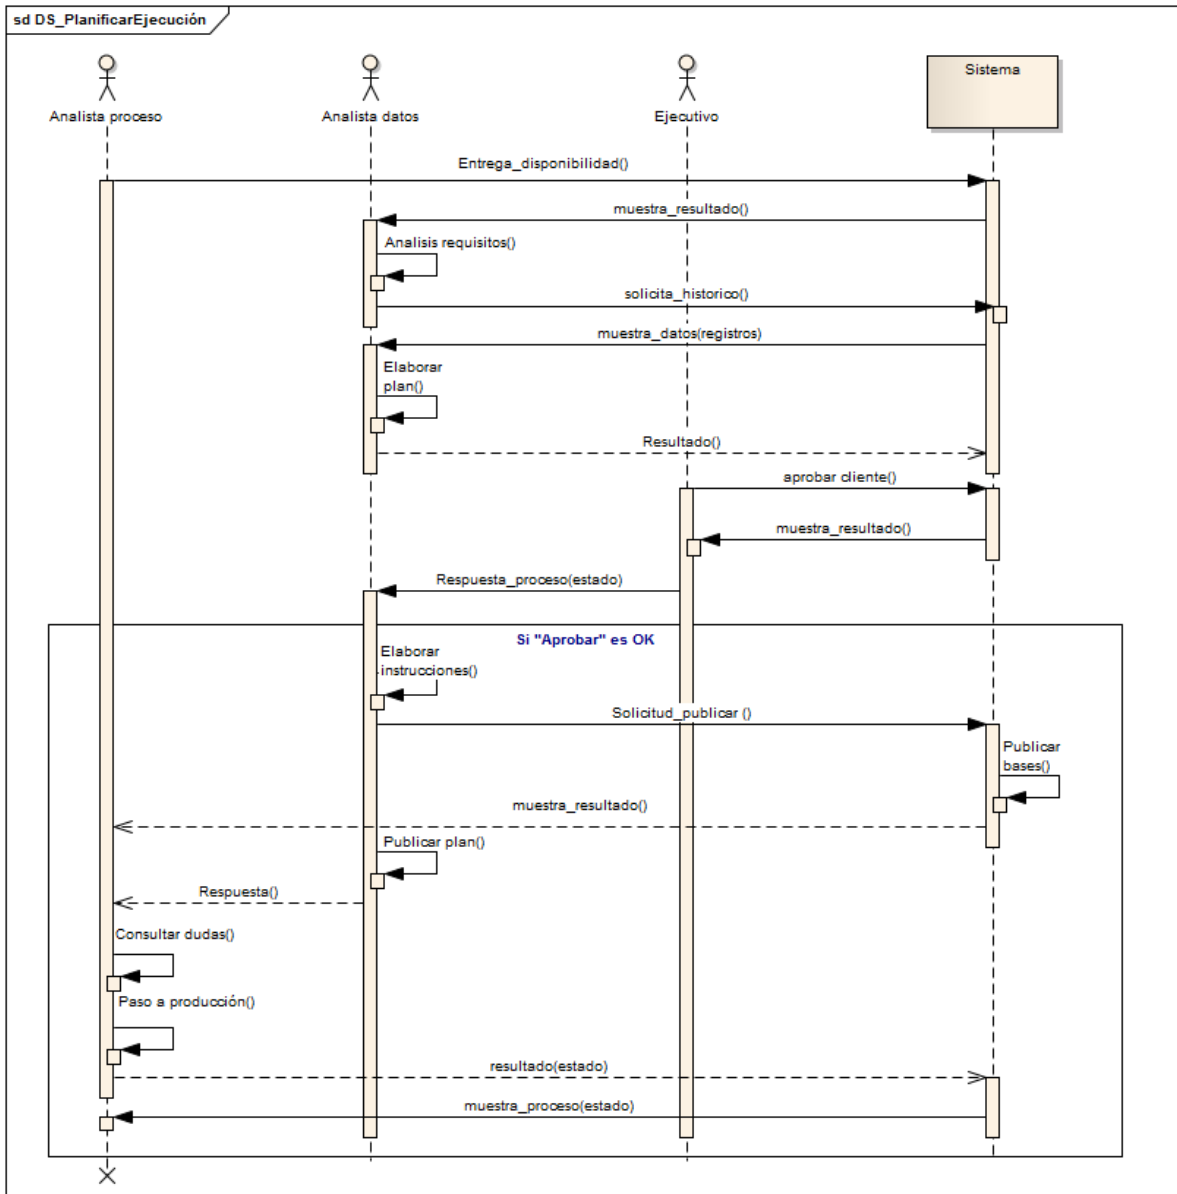 sd DS_PlanificarEjecución
Analista proceso
Analista datos
Ejecutivo
Sistema
Entrega_disponibilidad()
muestra_resultado()
Analisis requisitos()
solicita_historico()
muestra_datos(registros)
Elaborar
plan()
Resultado()
aprobar cliente()
muestra_resultado()
Respuesta_proceso(estado)
Si "Aprobar" es OK
Elaborar
instrucciones()
Solicitud_publicar ()
Publicar
bases()
muestra_resultado()
Publicar plan()
Respuesta()
Consultar dudas()
Paso a producción()
resultado(estado)
muestra_proceso(estado)